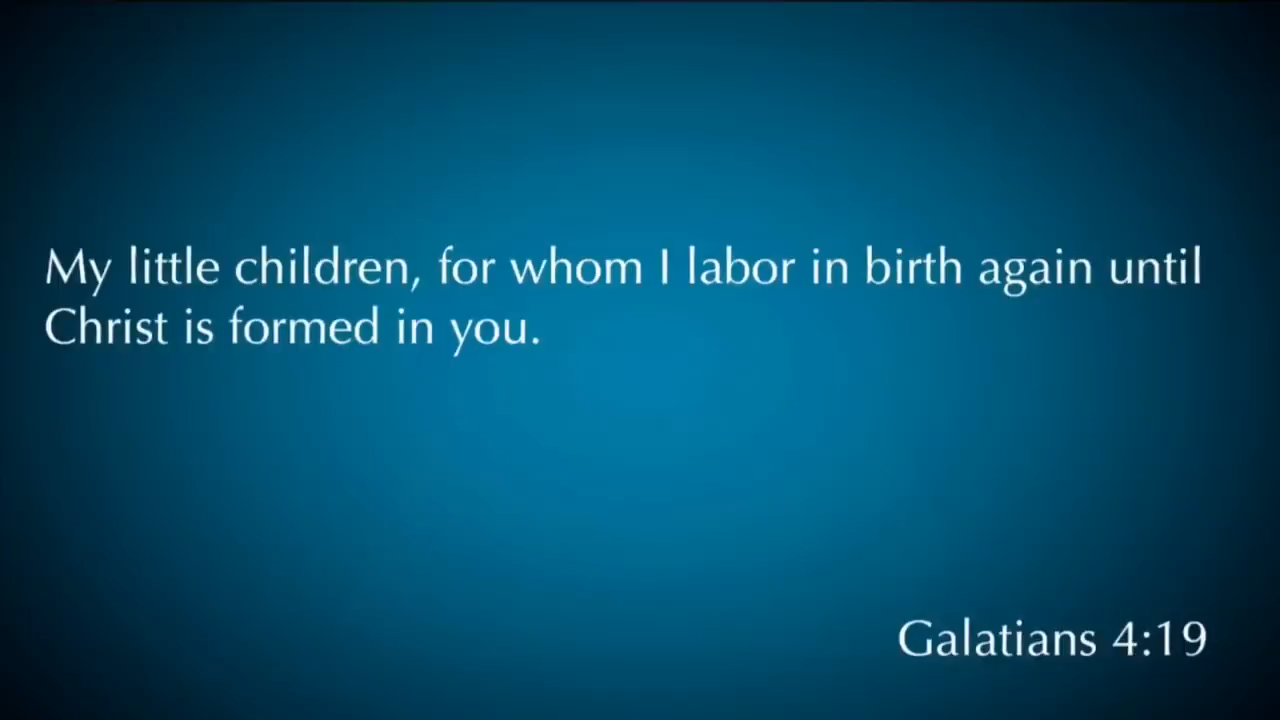 My little children, for whom I labor in birth again until
Christ is formed in you.
Galatians 4:19